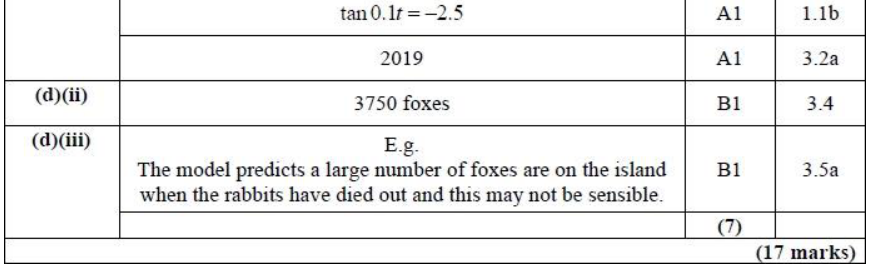 tan 0.1t = –2.5 A1 1.1b
2019 A1 3.2a
(d)(ii) 3750 foxes B1 3.4
(d)(iii) E.g.
The model predicts a large number of foxes are on the island B1 3.5a
when the rabbits have died out and this may not be sensible.
(7)
(17 marks)